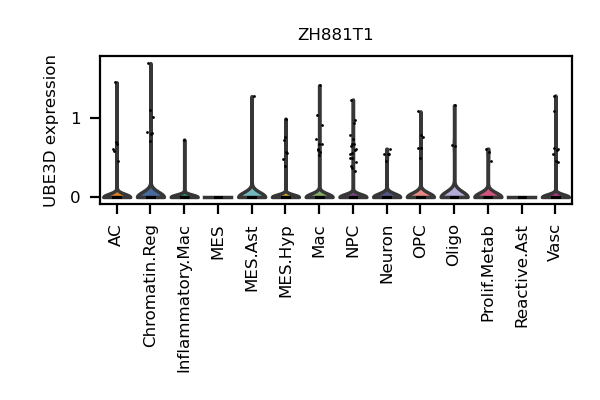 ZH881T1
UBE3D expression
1
0
AC
Chromatin.Reg
Inflammatory.Mac
MES
MES.Ast
MES.Hyp
Mac
NPC
Neuron
OPC
Oligo
Prolif.Metab
Reactive.Ast
Vasc